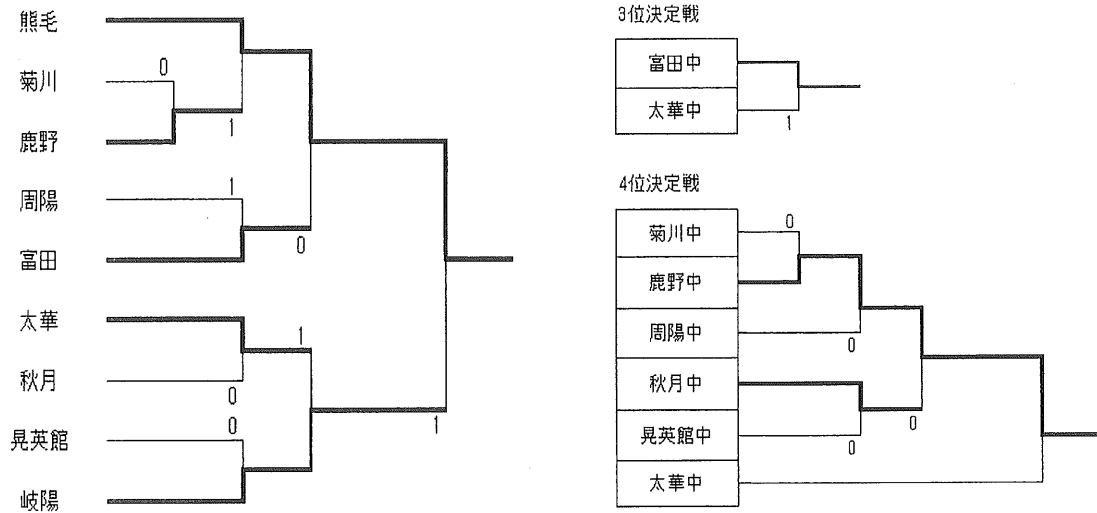 熊毛
0
菊川
1
鹿野
1
周陽
0
富田
太華
1
秋月
0
0
晃英館
1
岐陽
3位決定戦
富田中
太華中
1
4位決定戦
0
菊川中
鹿野中
周陽中
0
秋月中
0
晃英館中
0
太華中